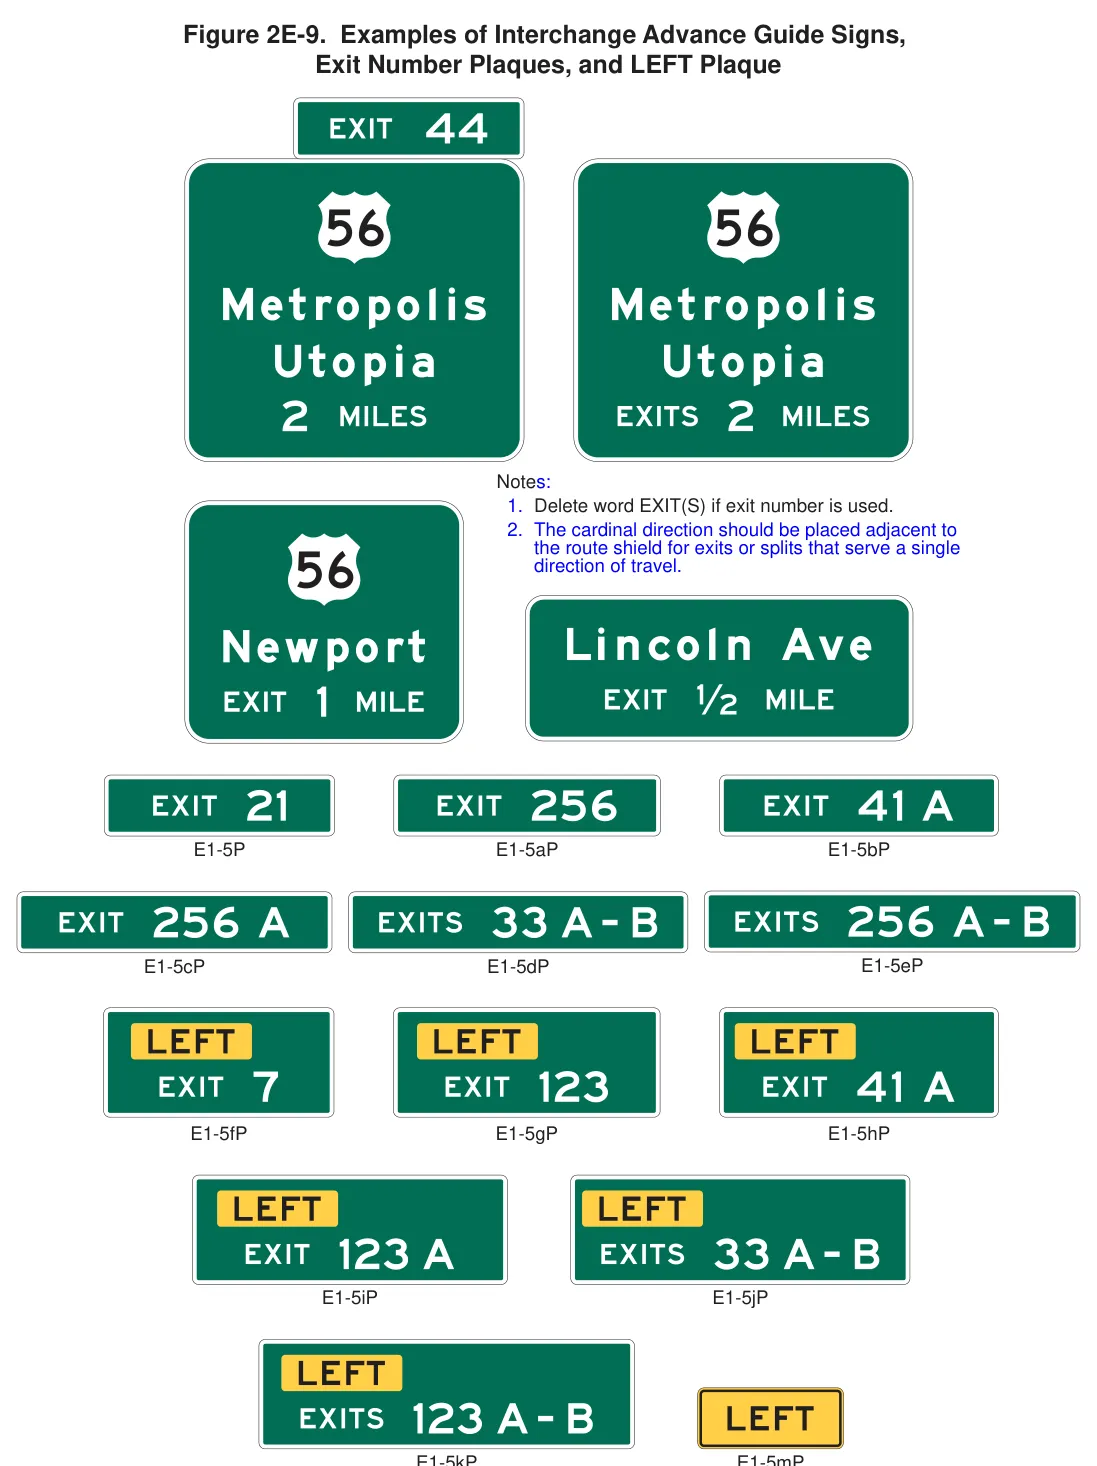 Figure 2E-9.  Examples of Interchange Advance Guide Signs,
Exit Number Plaques, and LEFT Plaque
EXIT 44
56
Metropolis
Utopia
2 MILES
56
Metropolis
Utopia
EXITS 2 MILES
Notes:
1. Delete word EXIT(S) if exit number is used.
2. The cardinal direction should be placed adjacent to
the route shield for exits or splits that serve a single
direction of travel.
56
Newport
EXIT 1 MILE
Lincoln Ave
EXIT ½ MILE
EXIT 21
E1-5P
EXIT 256
E1-5aP
EXIT 41 A
E1-5bP
EXIT 256 A
E1-5cP
EXITS 33 A-B
E1-5dP
EXITS 256 A-B
E1-5eP
LEFT
EXIT 7
E1-5fP
LEFT
EXIT 123
E1-5gP
LEFT
EXIT 41 A
E1-5hP
LEFT
EXIT 123 A
E1-5iP
LEFT
EXITS 33 A-B
E1-5jP
LEFT
EXITS 123 A-B
E1-5kP
LEFT
E1-5mP